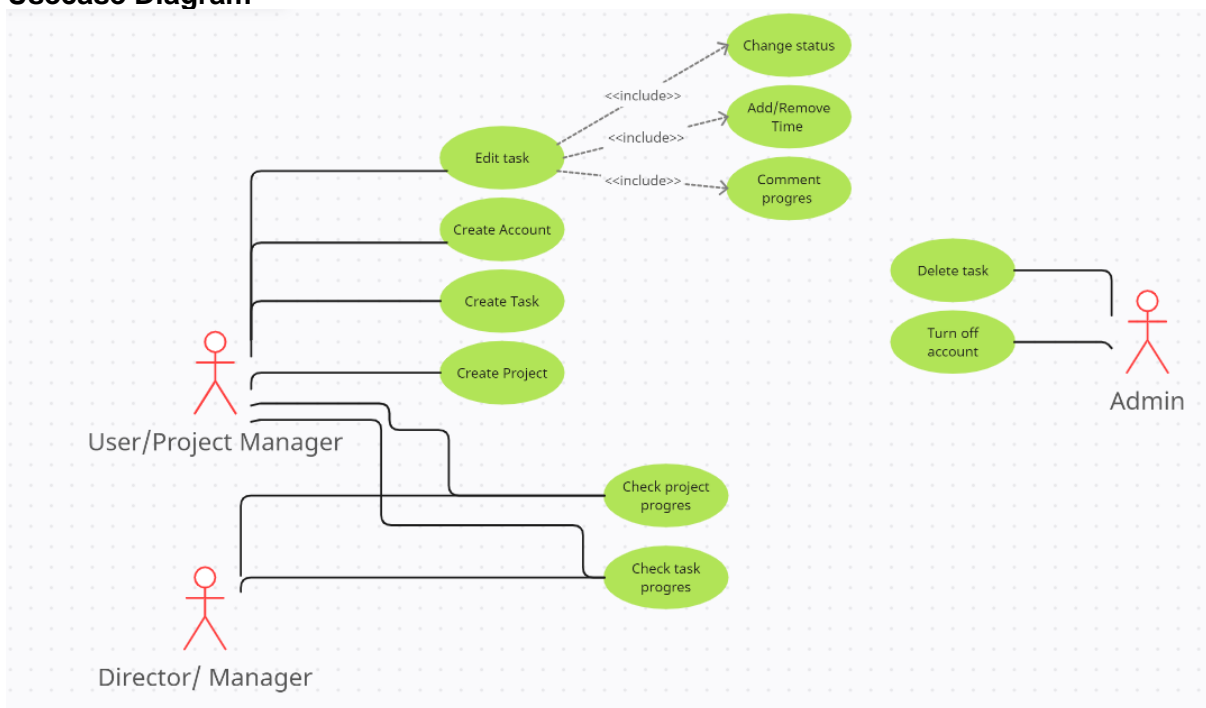 Usecase Diagram
Change status
<<include>>
Add/Remove
Time
<<include>>
Edit task
<<include>>
Comment
progres
Create Account
Delete task
Create Task
Turn off
account
Create Project
Admin
User/Project Manager
Check project
progres
Check task
progres
Director/ Manager